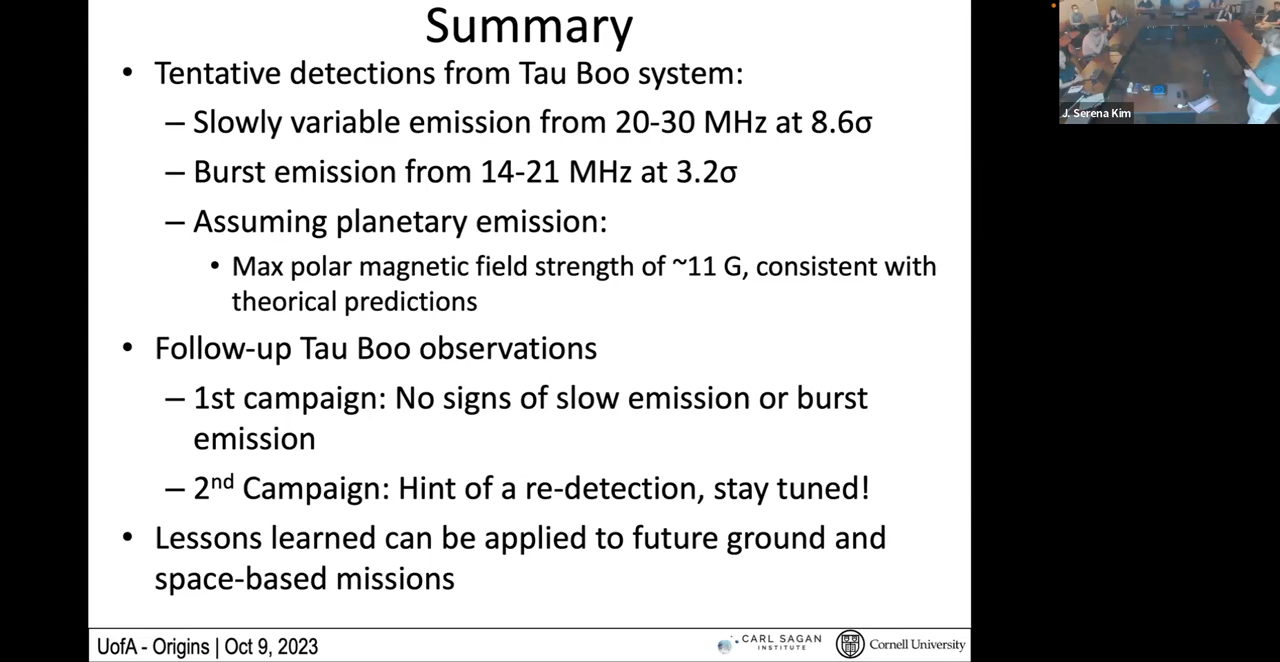 Summary
• Tentative detections from Tau Boo system:
– Slowly variable emission from 20-30 MHz at 8.6σ
– Burst emission from 14-21 MHz at 3.2σ
– Assuming planetary emission:
• Max polar magnetic field strength of ~11 G, consistent with
theorical predictions
• Follow-up Tau Boo observations
– 1st campaign: No signs of slow emission or burst
emission
– 2nd Campaign: Hint of a re-detection, stay tuned!
• Lessons learned can be applied to future ground and
space-based missions
UofA - Origins | Oct 9, 2023
CARL SAGAN
INSTITUTE
Cornell University
J. Serena Kim